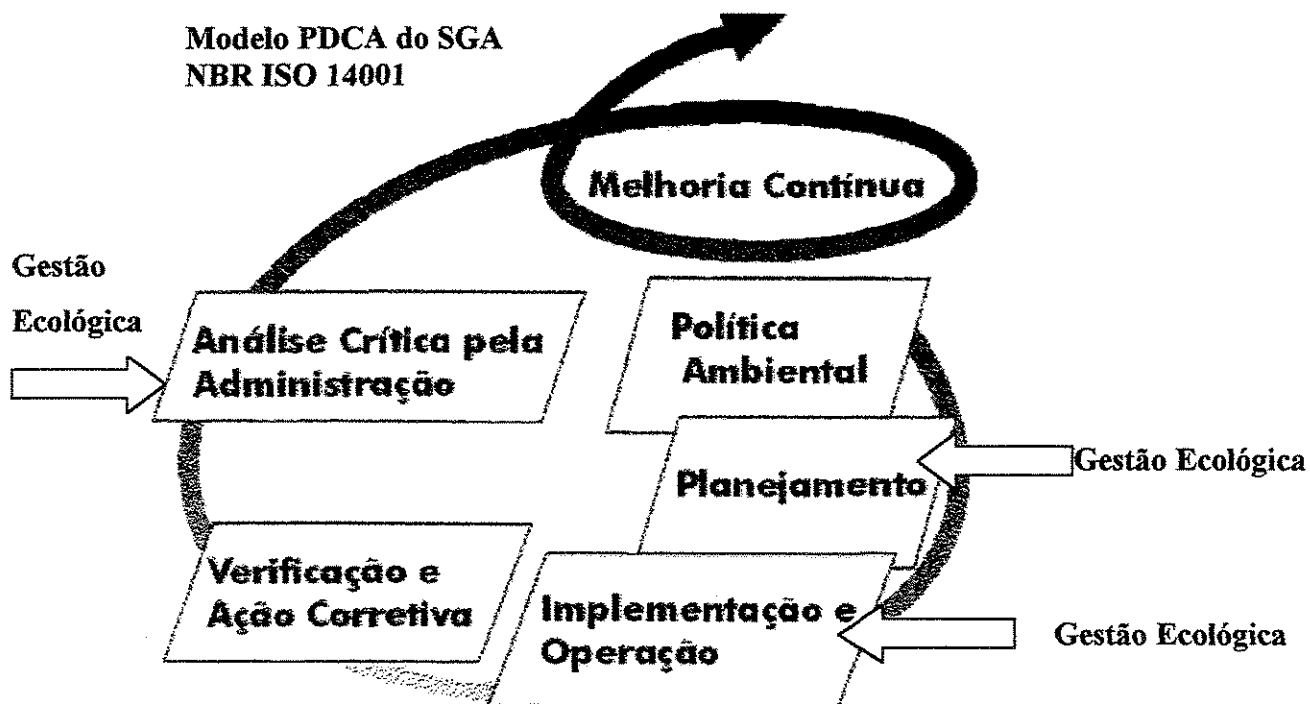 Modelo PDCA do SGA
NBR ISO 14001
Melhoria Contínua
Gestão
Ecológica
Análise Crítica pela
Administração
Política
Ambiental
Planejamento
Gestão Ecológica
Verificação e
Ação Corretiva
Implementação e
Operação
Gestão Ecológica